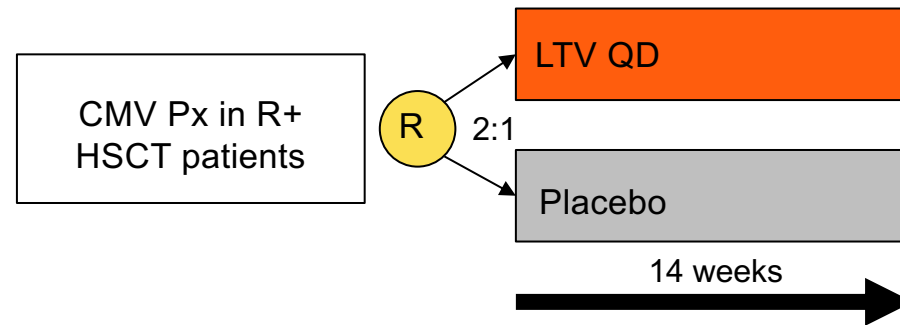 CMV Px in R+
HSCT patients
R
2:1
LTV QD
Placebo
14 weeks